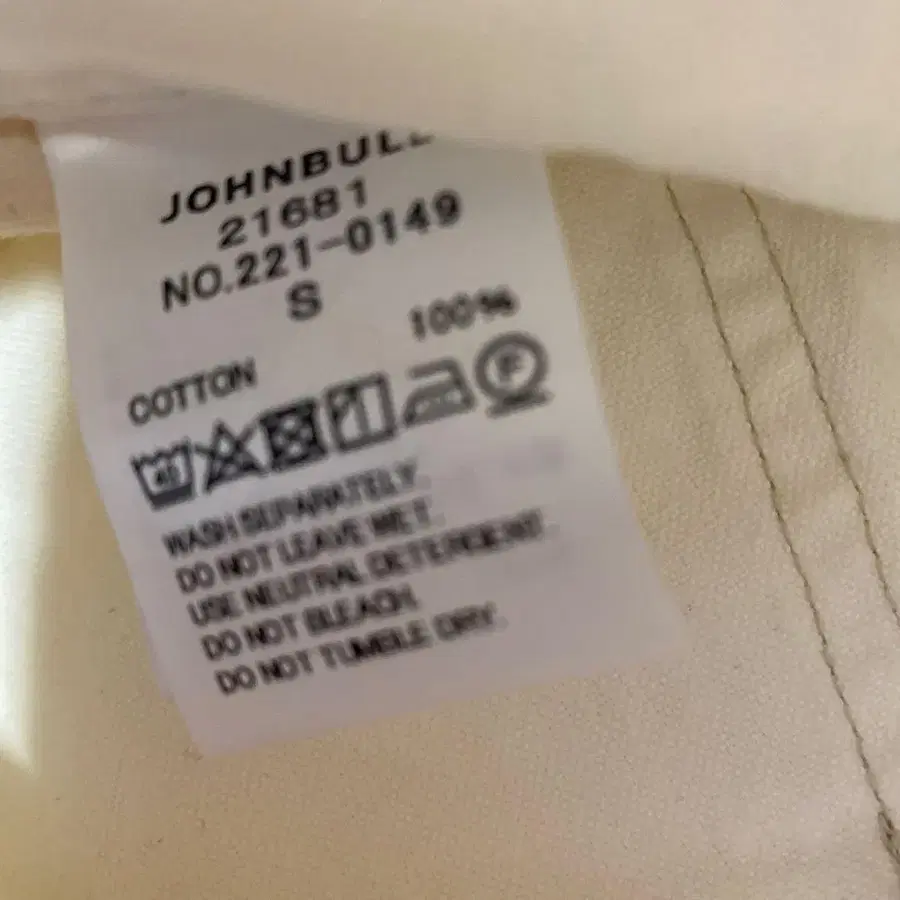 JOHNBULL
21681
NO.221-0149
S
100%
COTTON
WASH SEPARATELY.
DO NOT LEAVE WET.
USE NEUTRAL DETERGENT.
DO NOT BLEACH.
DO NOT TUMBLE DRY.